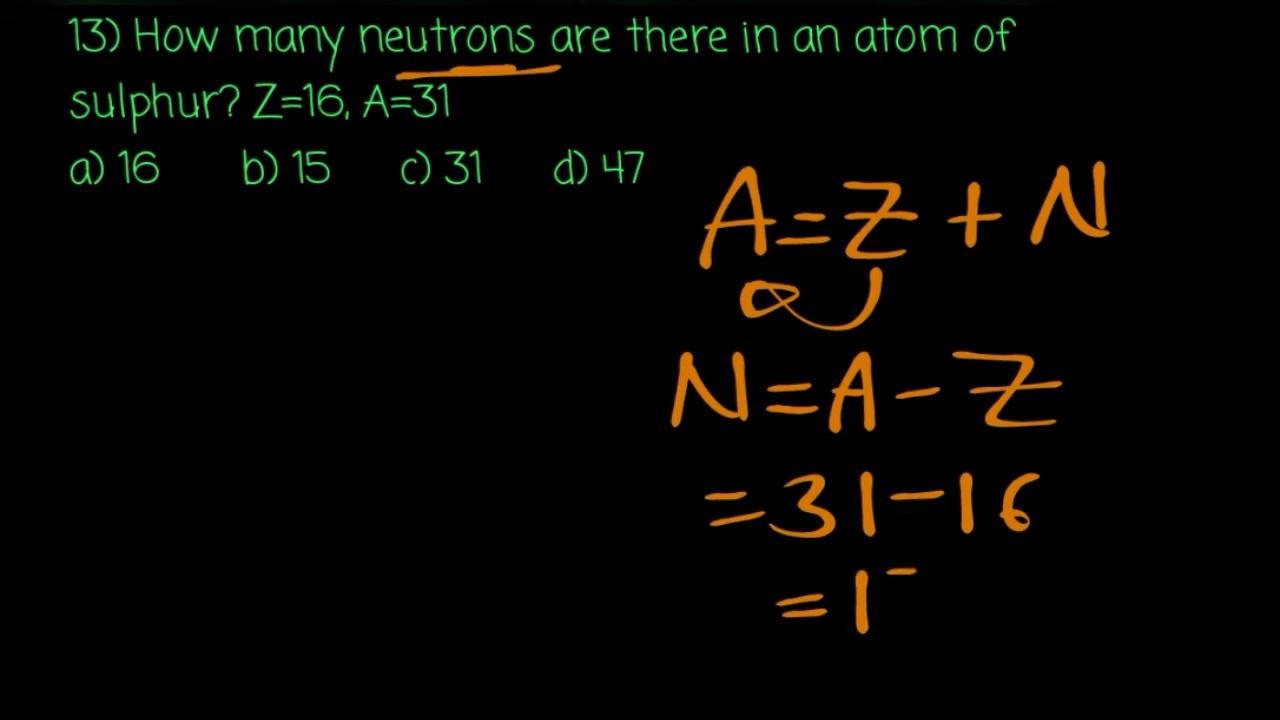 13) How many neutrons are there in an atom of
sulphur? Z=16, A=31
a) 16 b) 15 c) 31 d) 47
A=Z + N
N=A-Z
=31-16
=1